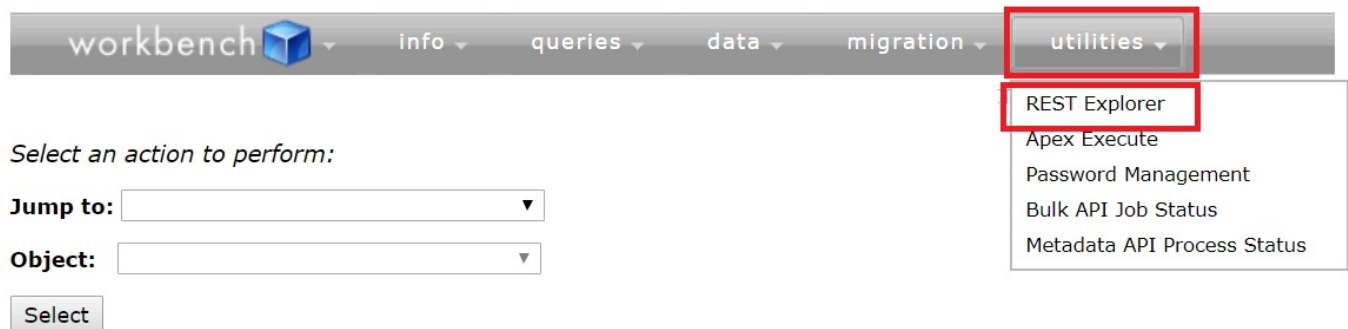 workbench info queries data migration utilities
REST Explorer
Apex Execute
Password Management
Bulk API Job Status
Metadata API Process Status
Select an action to perform:
Jump to:
Object:
Select